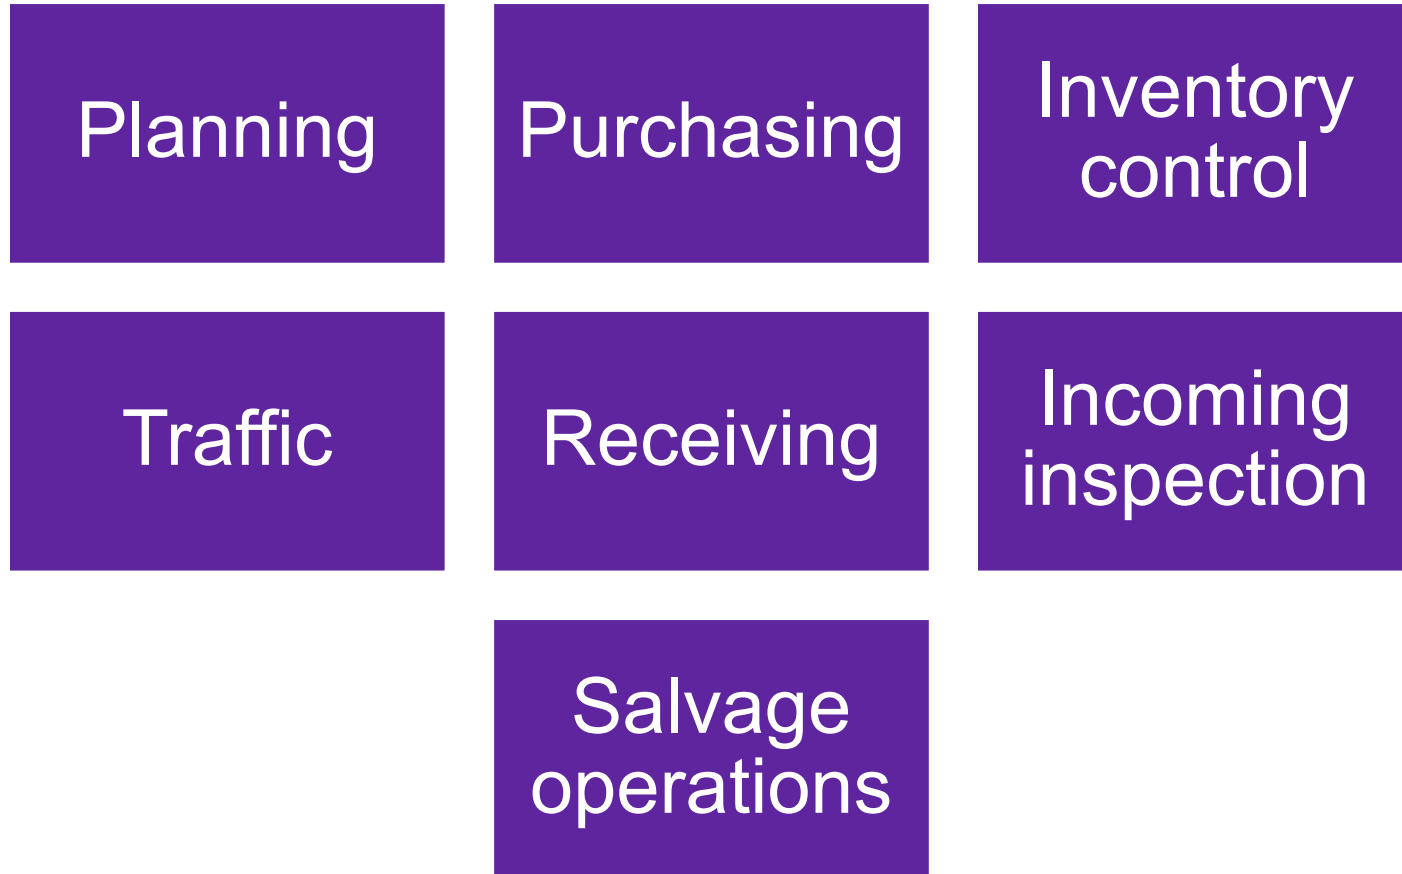 Planning
Purchasing
Inventory
control
Traffic
Receiving
Incoming
inspection
Salvage
operations